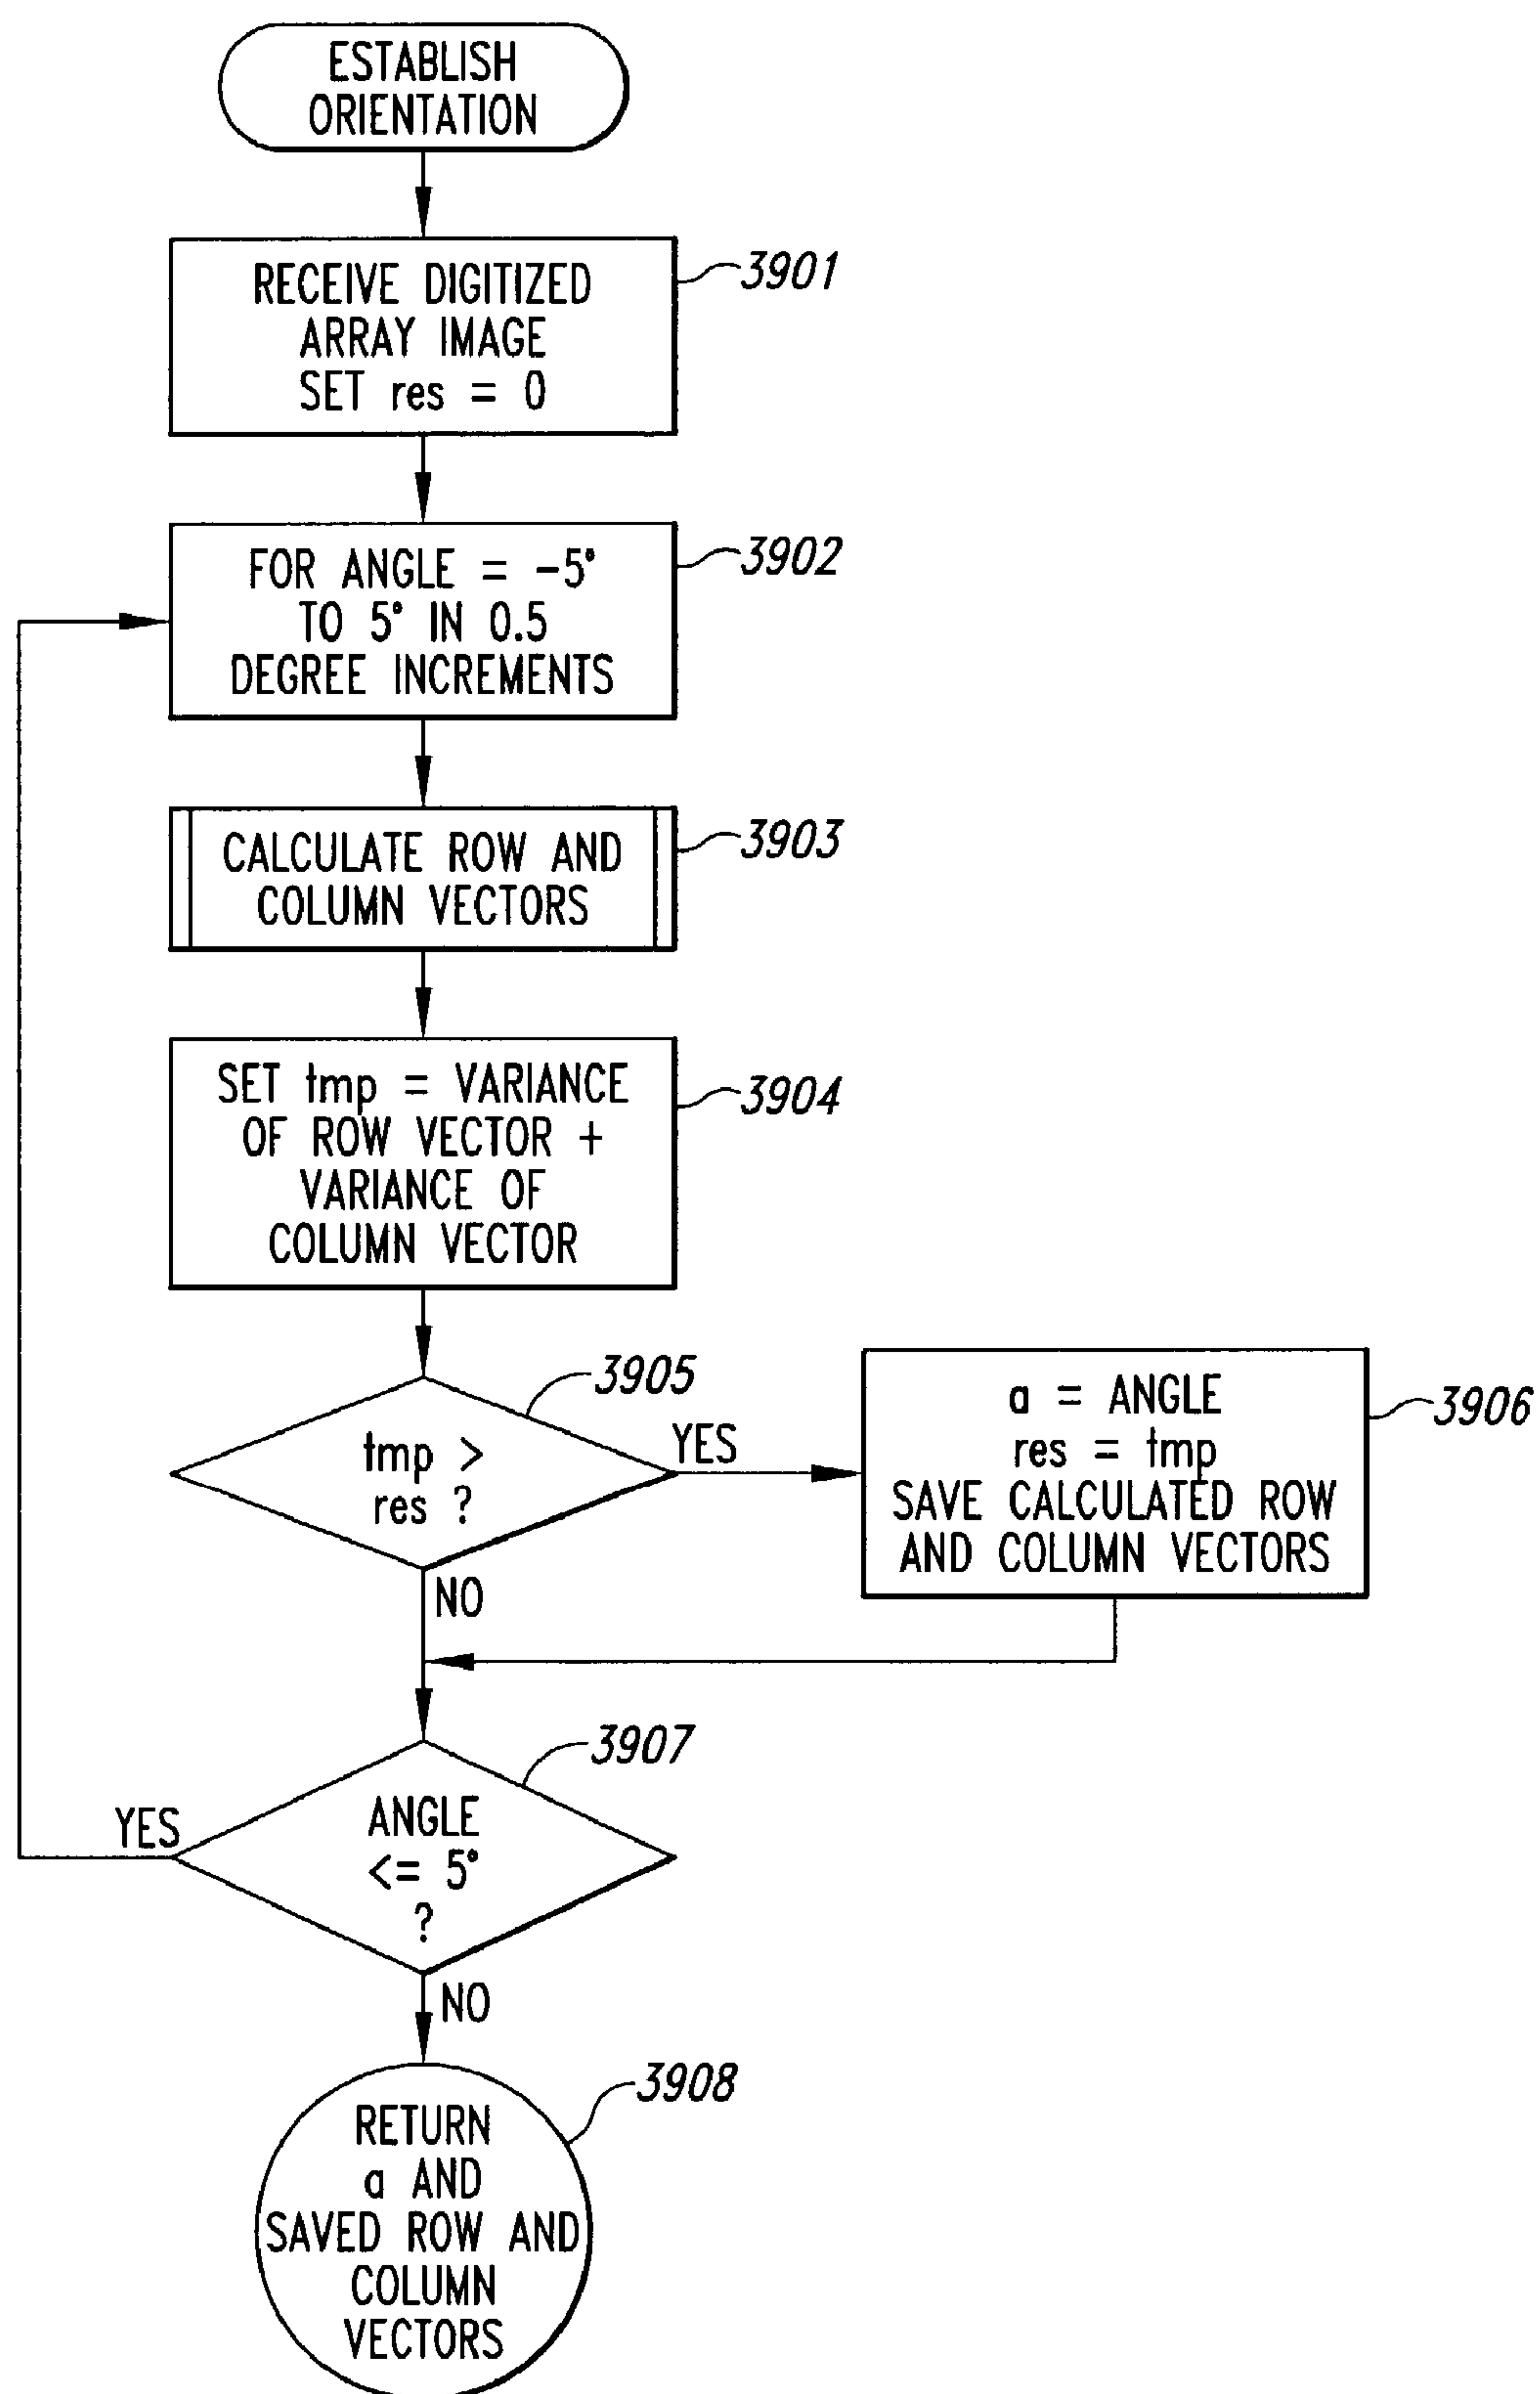 ESTABLISH
ORIENTATION
RECEIVE DIGITIZED
ARRAY IMAGE
SET res = 0
3901
FOR ANGLE = -5°
TO 5° IN 0.5
DEGREE INCREMENTS
3902
CALCULATE ROW AND
COLUMN VECTORS
3903
SET tmp = VARIANCE
OF ROW VECTOR +
VARIANCE OF
COLUMN VECTOR
3904
tmp >
res ?
3905
YES
NO
a = ANGLE
res = tmp
SAVE CALCULATED ROW
AND COLUMN VECTORS
3906
ANGLE
<= 5°
?
3907
YES
NO
RETURN
a AND
SAVED ROW AND
COLUMN
VECTORS
3908